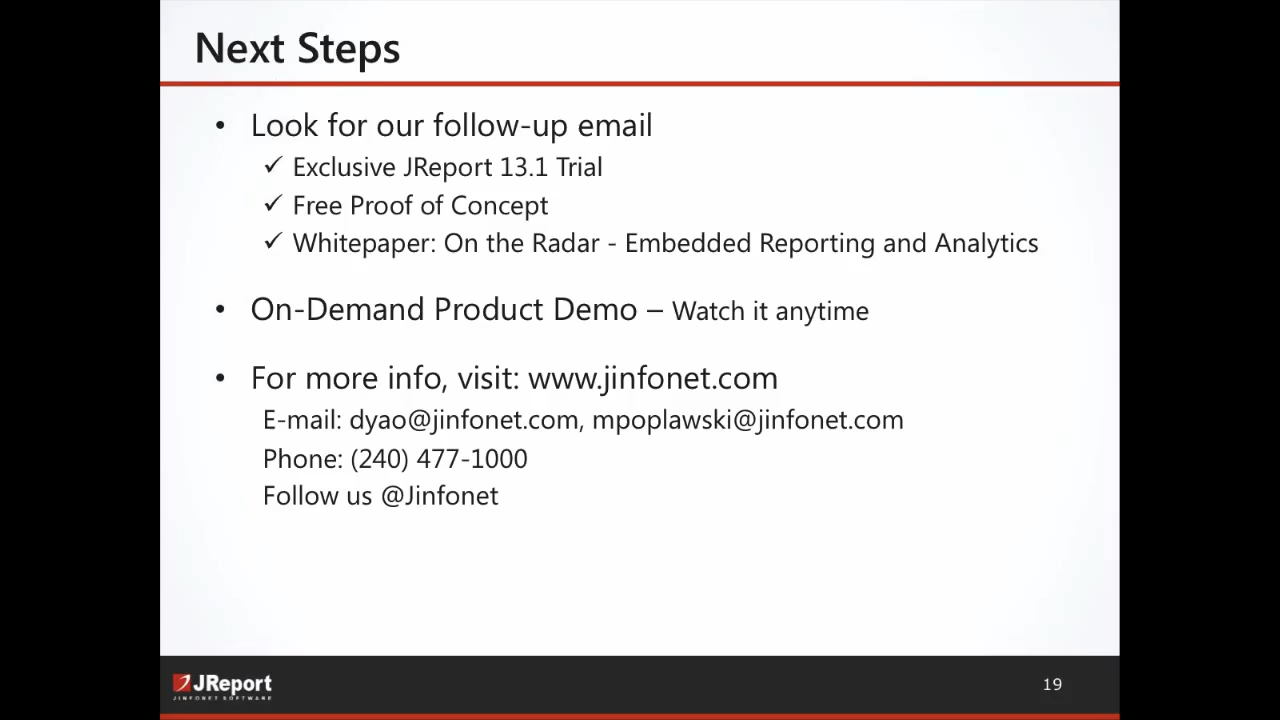 Next Steps
• Look for our follow-up email
✓ Exclusive JReport 13.1 Trial
✓ Free Proof of Concept
✓ Whitepaper: On the Radar - Embedded Reporting and Analytics
• On-Demand Product Demo – Watch it anytime
• For more info, visit: www.jinfonet.com
E-mail: dyao@jinfonet.com, mpoplawski@jinfonet.com
Phone: (240) 477-1000
Follow us @Jinfonet
JReport
JINFONET SOFTWARE
19